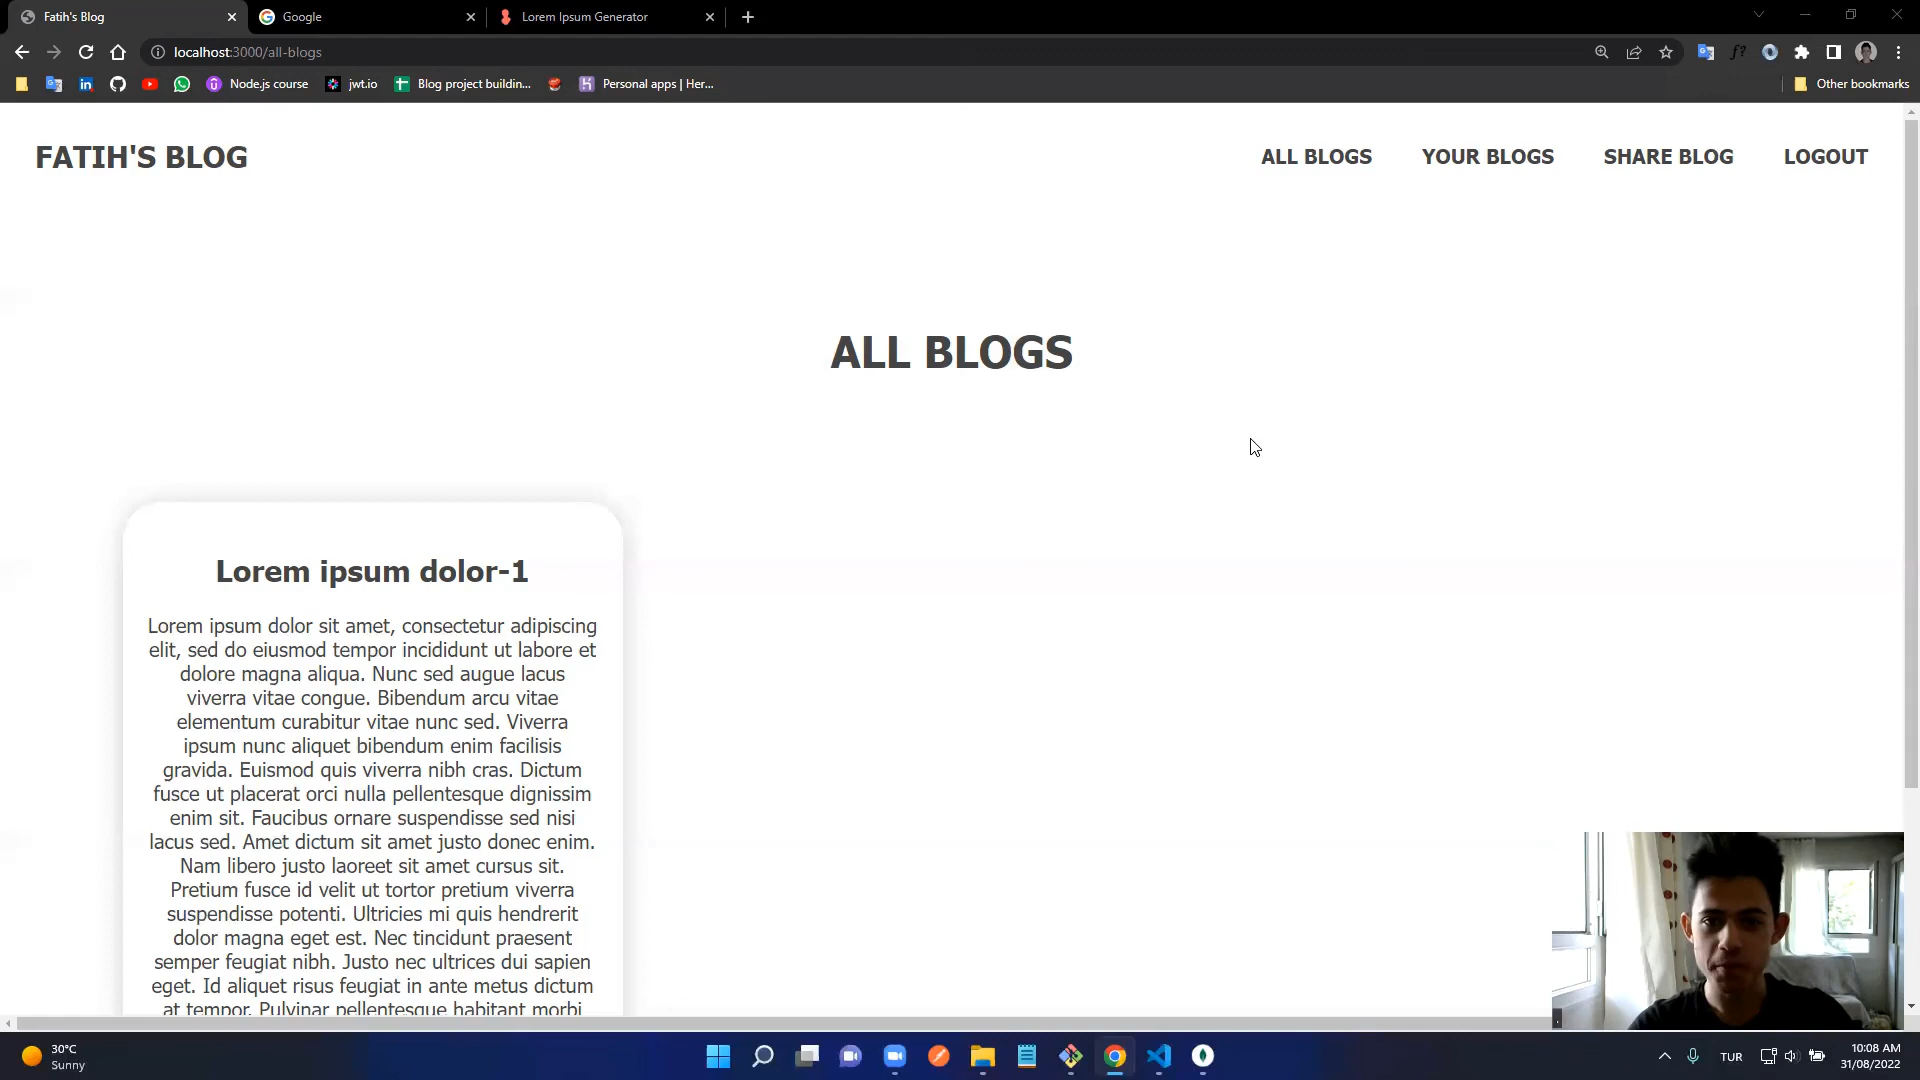 Fatih's Blog
Google
Lorem Ipsum Generator
localhost:3000/all-blogs
Node.js course
jwt.io
Blog project buildin...
Personal apps | Her...
Other bookmarks
FATIH'S BLOG
ALL BLOGS
YOUR BLOGS
SHARE BLOG
LOGOUT
ALL BLOGS
Lorem ipsum dolor-1
Lorem ipsum dolor sit amet, consectetur adipiscing
elit, sed do eiusmod tempor incididunt ut labore et
dolore magna aliqua. Nunc sed augue lacus
viverra vitae congue. Bibendum arcu vitae
elementum curabitur vitae nunc sed. Viverra
ipsum nunc aliquet bibendum enim facilisis
gravida. Euismod quis viverra nibh cras. Dictum
fusce ut placerat orci nulla pellentesque dignissim
enim sit. Faucibus ornare suspendisse sed nisi
lacus sed. Amet dictum sit amet justo donec enim.
Nam libero justo laoreet sit amet cursus sit.
Pretium fusce id velit ut tortor pretium viverra
suspendisse potenti. Ultricies mi quis hendrerit
dolor magna eget est. Nec tincidunt praesent
semper feugiat nibh. Justo nec ultrices dui sapien
eget. Id aliquet risus feugiat in ante metus dictum
at tempor. Pulvinar pellentesque habitant morbi
30°C
Sunny
TUR
10:08 AM
31/08/2022